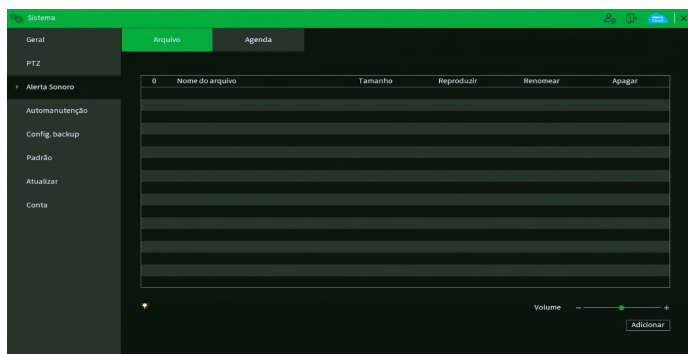 Sistema
Geral
Arquivo Agenda
PTZ
Alerta Sonoro
0 Nome do arquivo Tamanho Reproduzir Renomear Apagar
Automanutenção
Config. backup
Padrão
Atualizar
Conta
Volume - +
Adicionar